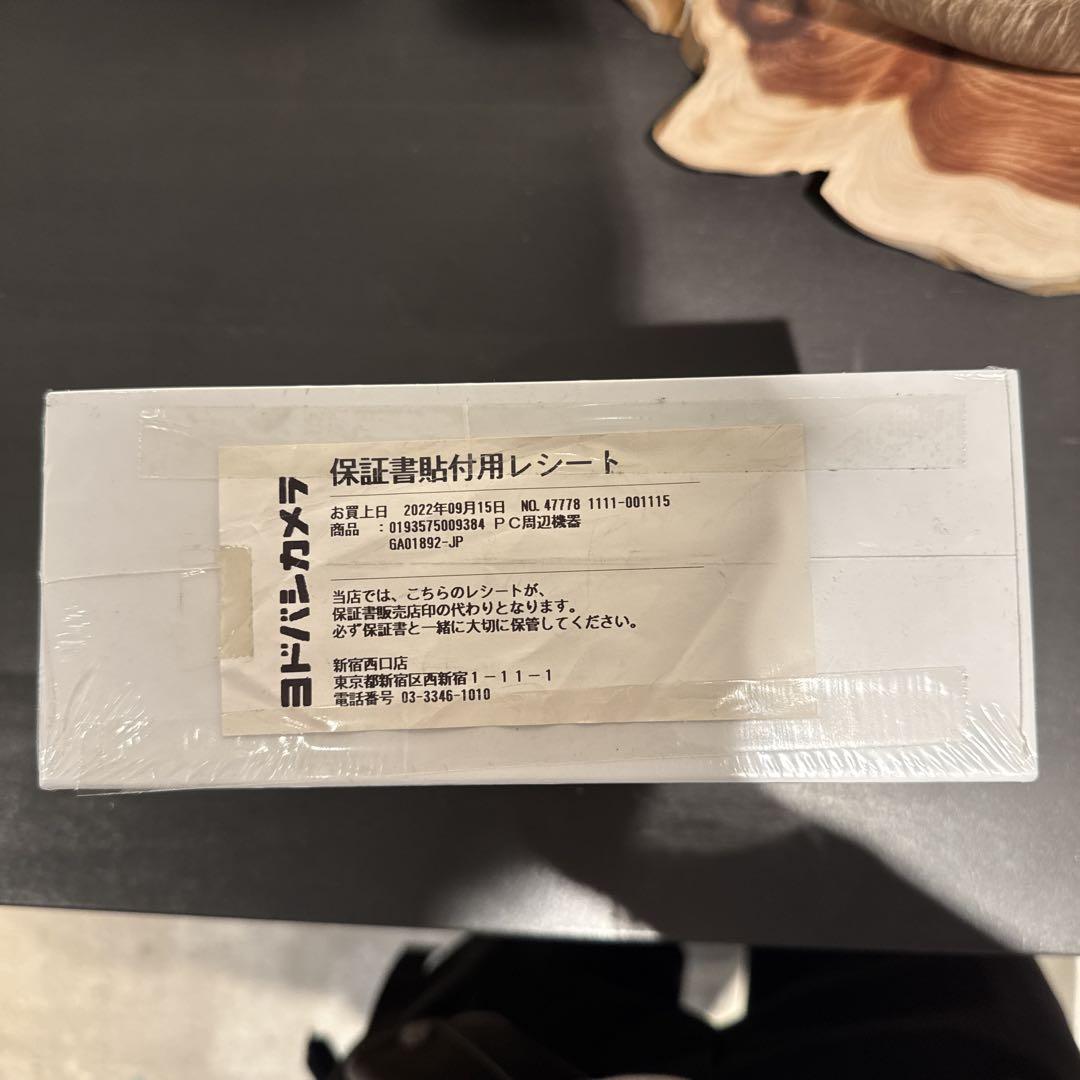 ヨドバシカメラ
保証書貼付用レシート
お買上日 2022年09月15日 NO. 47778 1111-001115
商品 :0193575009384 PC周辺機器
GA01892-JP
当店では、こちらのレシートが、
保証書販売店印の代わりとなります。
必ず保証書と一緒に大切に保管してください。
新宿西口店
東京都新宿区西新宿1-11-1
電話番号 03-3346-1010